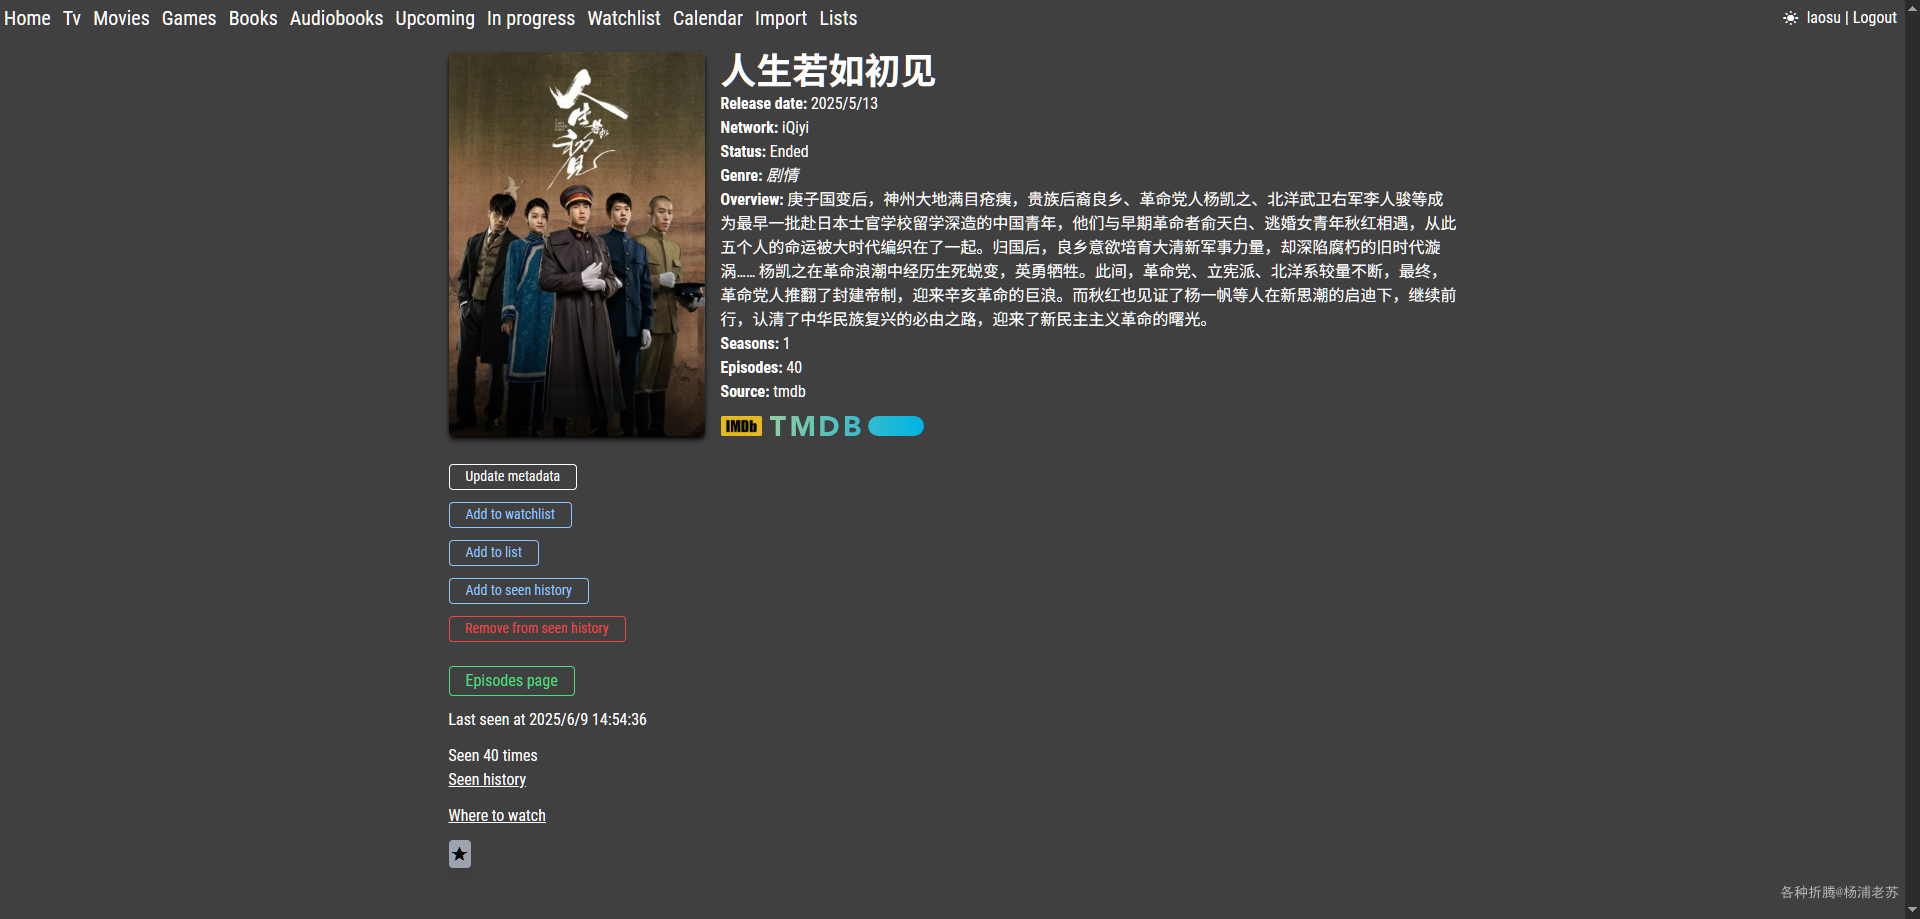 Home Tv Movies Games Books Audiobooks Upcoming In progress Watchlist Calendar Import Lists
laosu | Logout
人生若如初見
人生若如初见
Release date: 2025/5/13
Network: iQiyi
Status: Ended
Genre: 剧情
Overview: 庚子国变后，神州大地满目疮痍，贵族后裔良乡、革命党人杨凯之、北洋武卫右军李人骏等成
为最早一批赴日本士官学校留学深造的中国青年，他们与早期革命者俞天白、逃婚女青年秋红相遇，从此
五个人的命运被大时代编织在了一起。归国后，良乡意欲培育大清新军事力量，却深陷腐朽的旧时代漩
涡…… 杨凯之在革命浪潮中经历生死蜕变，英勇牺牲。此间，革命党、立宪派、北洋系较量不断，最终，
革命党人推翻了封建帝制，迎来辛亥革命的巨浪。而秋红也见证了杨一帆等人在新思潮的启迪下，继续前
行，认清了中华民族复兴的必由之路，迎来了新民主主义革命的曙光。
Seasons: 1
Episodes: 40
Source: tmdb
IMDb TMDB
Update metadata
Add to watchlist
Add to list
Add to seen history
Remove from seen history
Episodes page
Last seen at 2025/6/9 14:54:36
Seen 40 times
Seen history
Where to watch
各种折腾@杨浦老苏